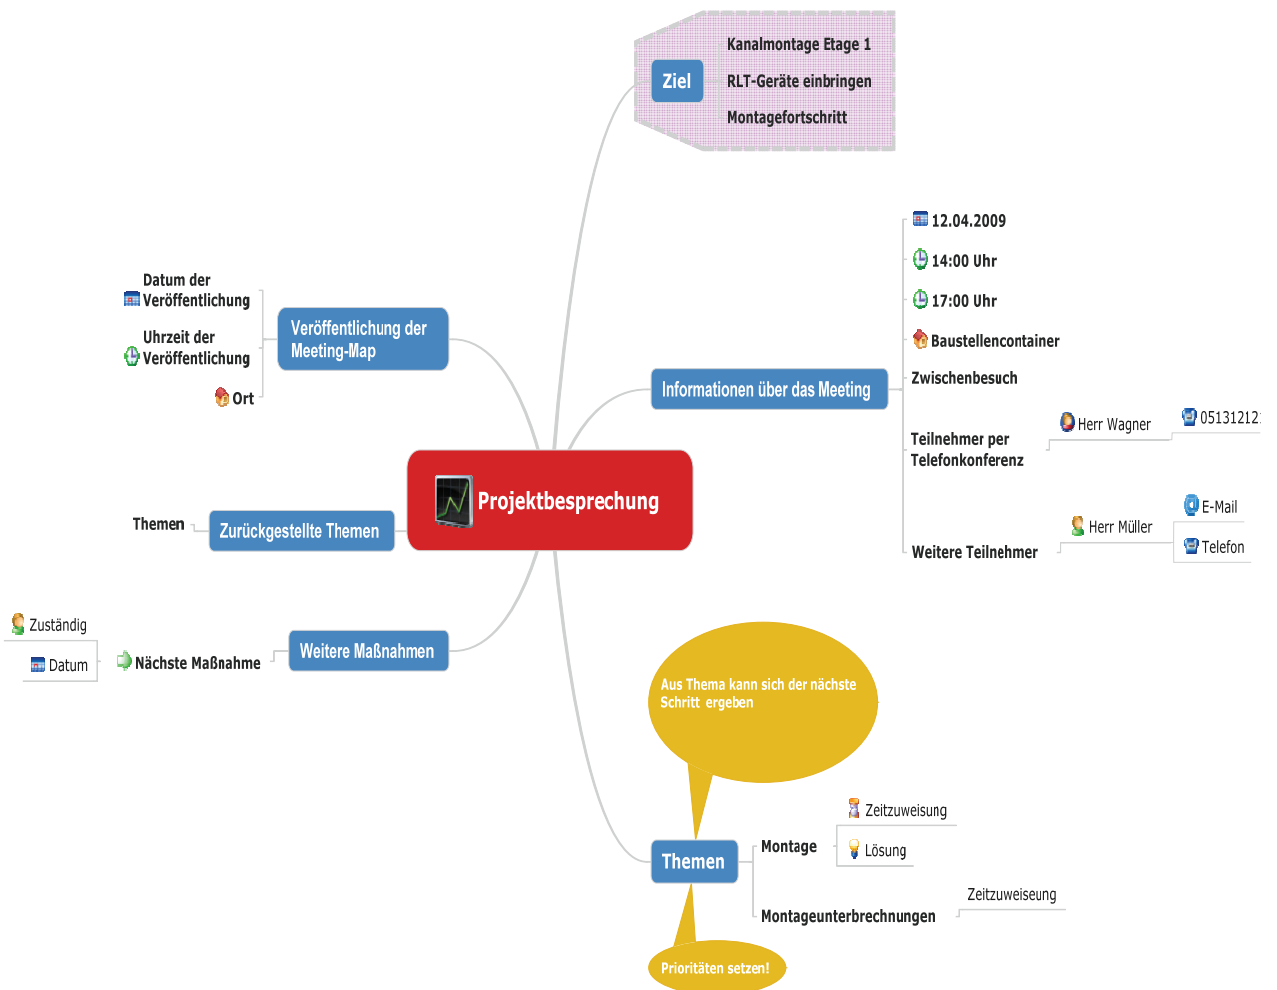 Kanalmontage Etage 1
Ziel
RLT-Geräte einbringen
Montagefortschritt
12.04.2009
14:00 Uhr
17:00 Uhr
Baustellencontainer
Zwischenbesuch
Informationen über das Meeting
Teilnehmer per
Telefonkonferenz
Herr Wagner
051312121
Weitere Teilnehmer
Herr Müller
E-Mail
Telefon
Datum der
Veröffentlichung
Uhrzeit der
Veröffentlichung
Ort
Veröffentlichung der
Meeting-Map
Projektbesprechung
Themen
Zurückgestellte Themen
Zuständig
Datum
Nächste Maßnahme
Weitere Maßnahmen
Aus Thema kann sich der nächste
Schritt ergeben
Themen
Montage
Zeitzuweisung
Lösung
Montageunterbrechnungen
Zeitzuweiseung
Prioritäten setzen!